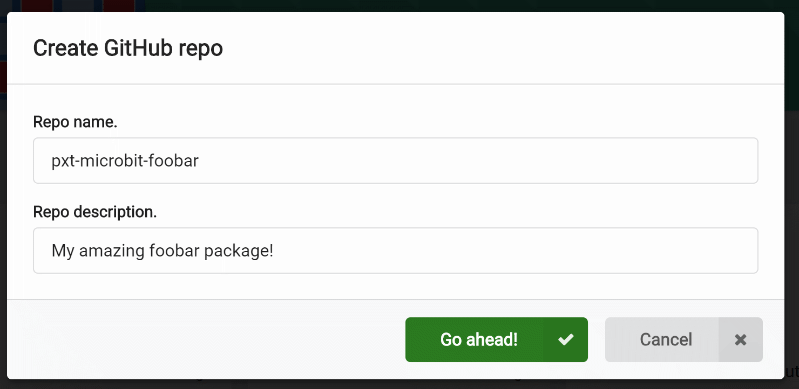 Create GitHub repo
Repo name.
pxt-microbit-foobar
Repo description.
My amazing foobar package!
Go ahead!
Cancel